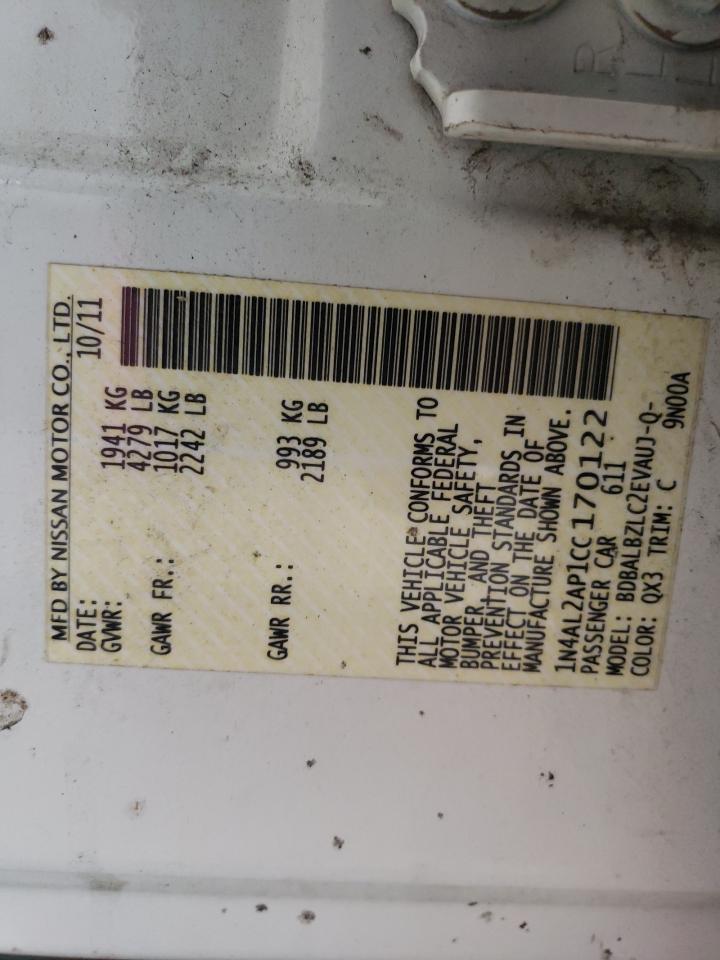 MFD BY NISSAN MOTOR CO., LTD.
DATE: 10/11
GVWR: 1941 KG
4279 LB
GAWR FR.: 1017 KG
2242 LB
GAWR RR.: 993 KG
2189 LB
THIS VEHICLE CONFORMS TO
ALL APPLICABLE FEDERAL
MOTOR VEHICLE SAFETY,
BUMPER, AND THEFT
PREVENTION STANDARDS IN
EFFECT ON THE DATE OF
MANUFACTURE SHOWN ABOVE.
1N4AL2AP1CC170122
PASSENGER CAR 611
MODEL: BDBALBZLC2EVAUJ-Q-
COLOR: QX3 TRIM: C 9N00A